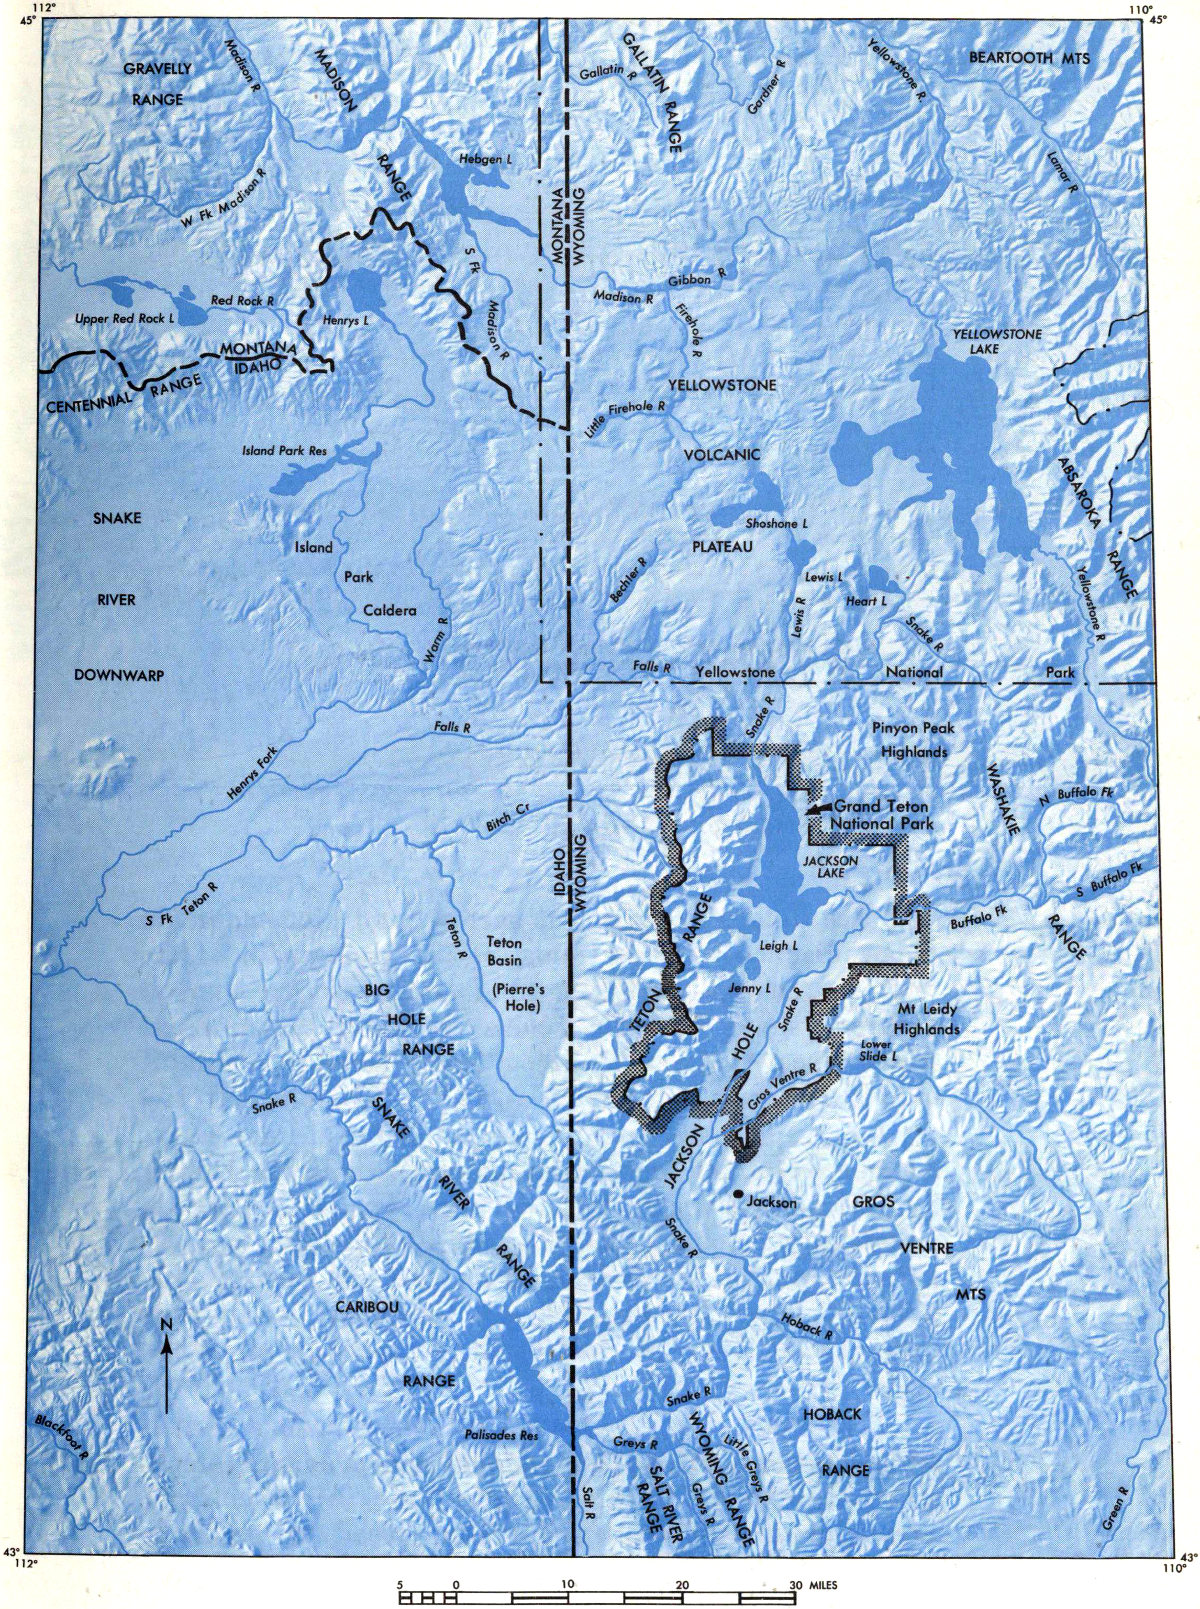 112°
110°
45°
45°
GRAVELLY
RANGE
Madison R
MADISON
RANGE
Gallatin R
GALLATIN RANGE
Gardner R
Yellowstone R
BEARTOOTH MTS
Lamar R
W Fk Madison R
Hebgen L
MONTANA
WYOMING
S Fk
Madison R
Upper Red Rock L
Red Rock R
Henrys L
MONTANA
IDAHO
CENTENNIAL RANGE
Madison R
Gibbon R
Firehole R
YELLOWSTONE
LAKE
YELLOWSTONE
Little Firehole R
VOLCANIC
PLATEAU
Island Park Res
SNAKE
RIVER
DOWNWARP
Island
Park
Caldera
Warm R
Shoshone L
Lewis L
Heart L
Lewis R
Bechler R
Snake R
ABSAROKA
RANGE
Yellowstone R
Falls R
Yellowstone National Park
Falls R
Henrys Fork
Snake R
Pinyon Peak
Highlands
WASHAKIE
RANGE
N Buffalo Fk
S Buffalo Fk
Buffalo Fk
Grand Teton
National Park
JACKSON
LAKE
Bitch Cr
IDAHO
WYOMING
S Fk Teton R
Teton R
Teton
Basin
(Pierre's
Hole)
TETON RANGE
Leigh L
Jenny L
Snake R
BIG
HOLE
RANGE
Mt Leidy
Highlands
Lower
Slide L
Gros Ventre R
JACKSON HOLE
Snake R
SNAKE
RIVER
RANGE
Jackson
GROS
VENTRE
MTS
Snake R
CARIBOU
RANGE
N
Hoback R
Snake R
HOBACK
RANGE
Palisades Res
Greys R
WYOMING RANGE
Little Greys R
SALT RIVER
RANGE
Greys R
Salt R
Blackfoot R
Green R
43°
112°
43°
110°
5 0 10 20 30 MILES